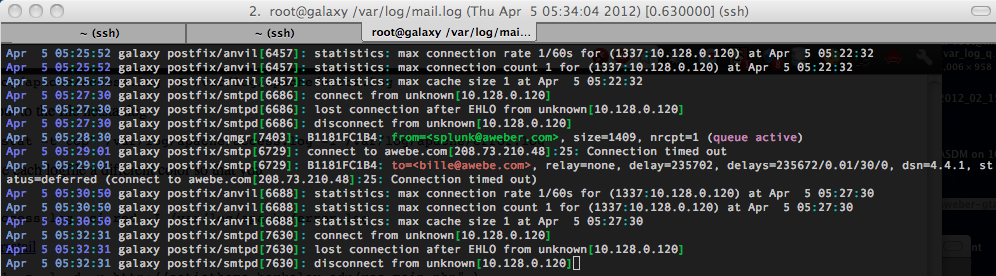 2. root@galaxy /var/log/mail.log (Thu Apr 5 05:34:04 2012) [0.630000] (ssh)
~ (ssh) ~ (ssh) root@galaxy /var/log/mai...
Apr 5 05:25:52 galaxy postfix/anvil[6457]: statistics: max connection rate 1/60s for (1337:10.128.0.120) at Apr 5 05:22:32
Apr 5 05:25:52 galaxy postfix/anvil[6457]: statistics: max connection count 1 for (1337:10.128.0.120) at Apr 5 05:22:32
Apr 5 05:25:52 galaxy postfix/anvil[6457]: statistics: max cache size 1 at Apr 5 05:22:32
Apr 5 05:27:30 galaxy postfix/smtpd[6686]: connect from unknown[10.128.0.120]
Apr 5 05:27:30 galaxy postfix/smtpd[6686]: lost connection after EHLO from unknown[10.128.0.120]
Apr 5 05:27:30 galaxy postfix/smtpd[6686]: disconnect from unknown[10.128.0.120]
Apr 5 05:28:30 galaxy postfix/qmgr[7403]: B1181FC1B4: from=<splunk@aweber.com>, size=1409, nrcpt=1 (queue active)
Apr 5 05:29:01 galaxy postfix/smtp[6729]: connect to awebe.com[208.73.210.48]:25: Connection timed out
Apr 5 05:29:01 galaxy postfix/smtp[6729]: B1181FC1B4: to=<bille@awebe.com>, relay=none, delay=235702, delays=235672/0.01/30/0, dsn=4.4.1, st
atus=deferred (connect to awebe.com[208.73.210.48]:25: Connection timed out)
Apr 5 05:30:50 galaxy postfix/anvil[6688]: statistics: max connection rate 1/60s for (1337:10.128.0.120) at Apr 5 05:27:30
Apr 5 05:30:50 galaxy postfix/anvil[6688]: statistics: max connection count 1 for (1337:10.128.0.120) at Apr 5 05:27:30
Apr 5 05:30:50 galaxy postfix/anvil[6688]: statistics: max cache size 1 at Apr 5 05:27:30
Apr 5 05:32:31 galaxy postfix/smtpd[7630]: connect from unknown[10.128.0.120]
Apr 5 05:32:31 galaxy postfix/smtpd[7630]: lost connection after EHLO from unknown[10.128.0.120]
Apr 5 05:32:31 galaxy postfix/smtpd[7630]: disconnect from unknown[10.128.0.120]